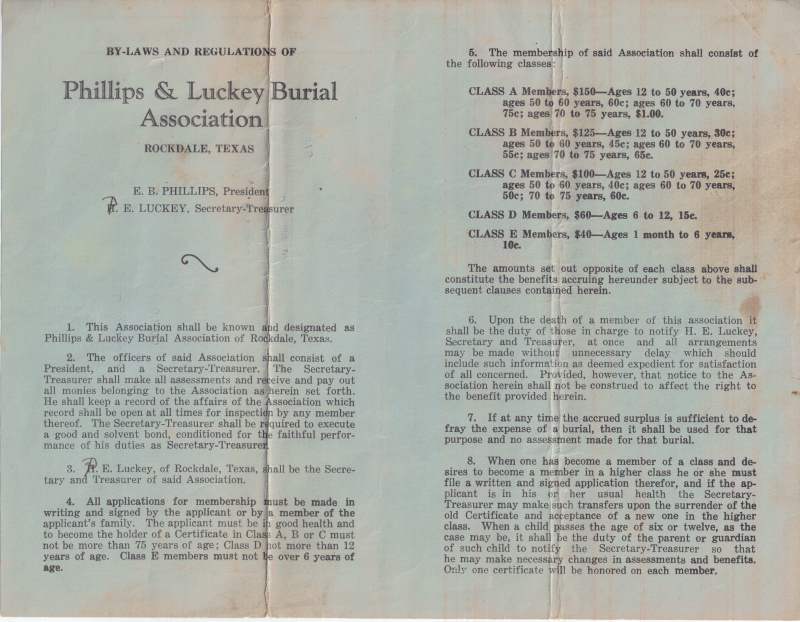 BY-LAWS AND REGULATIONS OF
Phillips & Luckey Burial
Association
ROCKDALE, TEXAS
E. B. PHILLIPS, President
H. E. LUCKEY, Secretary-Treasurer
1. This Association shall be known and designated as
Phillips & Luckey Burial Association of Rockdale, Texas.
2. The officers of said Association shall consist of a
President, and a Secretary-Treasurer. The Secretary-
Treasurer shall make all assessments and receive and pay out
all monies belonging to the Association as herein set forth.
He shall keep a record of the affairs of the Association which
record shall be open at all times for inspection by any member
thereof. The Secretary-Treasurer shall be required to execute
a good and solvent bond, conditioned for the faithful perfor-
mance of his duties as Secretary-Treasurer.
3. H. E. Luckey, of Rockdale, Texas, shall be the Secre-
tary and Treasurer of said Association.
4. All applications for membership must be made in
writing and signed by the applicant or by a member of the
applicant's family. The applicant must be in good health and
to become the holder of a Certificate in Class A, B or C must
not be more than 75 years of age; Class D not more than 12
years of age. Class E members must not be over 6 years of
age.
5. The membership of said Association shall consist of
the following classes:
CLASS A Members, $150—Ages 12 to 50 years, 40c;
ages 50 to 60 years, 60c; ages 60 to 70 years,
75c; ages 70 to 75 years, $1.00.
CLASS B Members, $125—Ages 12 to 50 years, 30c;
ages 50 to 60 years, 45c; ages 60 to 70 years,
55c; ages 70 to 75 years, 65c.
CLASS C Members, $100—Ages 12 to 50 years, 25c;
ages 50 to 60 years, 40c; ages 60 to 70 years,
50c; 70 to 75 years, 60c.
CLASS D Members, $60—Ages 6 to 12, 15c.
CLASS E Members, $40—Ages 1 month to 6 years,
10c.
The amounts set out opposite of each class above shall
constitute the benefits accruing hereunder subject to the sub-
sequent clauses contained herein.
6. Upon the death of a member of this association it
shall be the duty of those in charge to notify H. E. Luckey,
Secretary and Treasurer, at once and all arrangements
may be made without unnecessary delay which should
include such information as deemed expedient for satisfaction
of all concerned. Provided, however, that notice to the As-
sociation herein shall not be construed to affect the right to
the benefit provided herein.
7. If at any time the accrued surplus is sufficient to de-
fray the expense of a burial, then it shall be used for that
purpose and no assessment made for that burial.
8. When one has become a member of a class and de-
sires to become a member in a higher class he or she must
file a written and signed application therefor, and if the ap-
plicant is in his or her usual health the Secretary-
Treasurer may make such transfers upon the surrender of the
old Certificate and acceptance of a new one in the higher
class. When a child passes the age of six or twelve, as the
case may be, it shall be the duty of the parent or guardian
of such child to notify the Secretary-Treasurer so that
he may make necessary changes in assessments and benefits.
Only one certificate will be honored on each member.